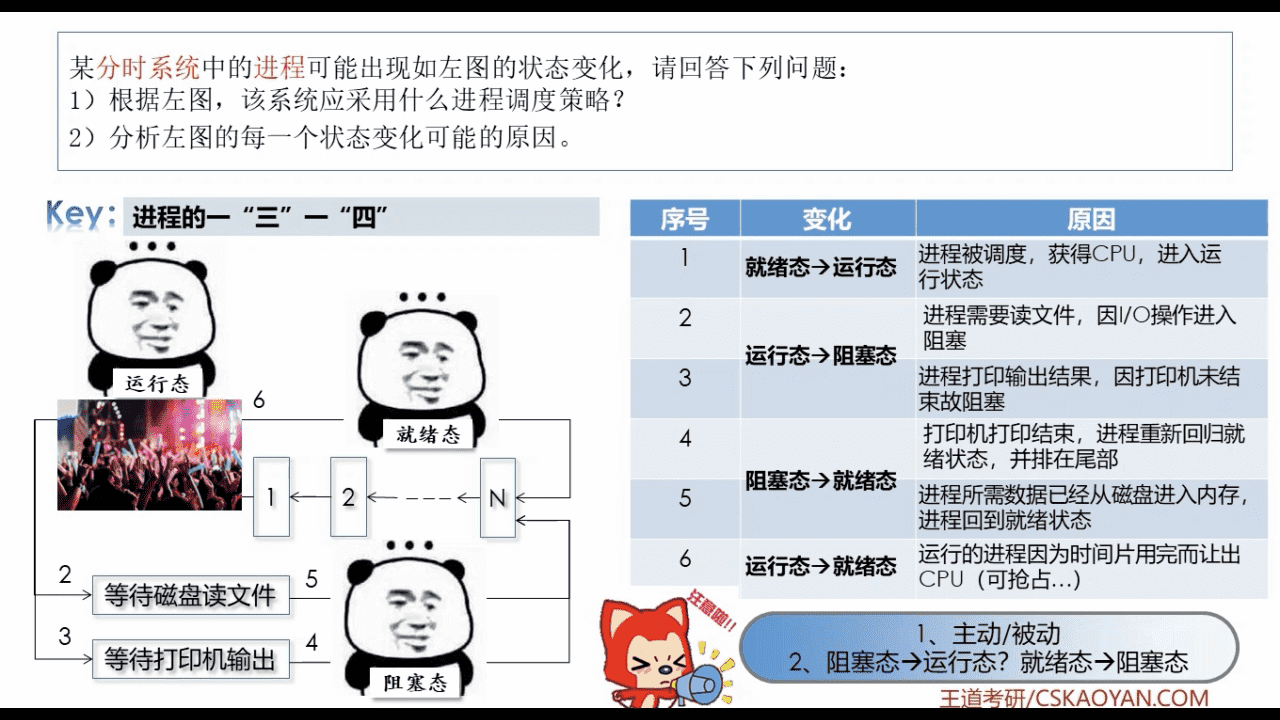 某分时系统中的进程可能出现如左图的状态变化，请回答下列问题：
1）根据左图，该系统应采用什么进程调度策略？
2）分析左图的每一个状态变化可能的原因。
Key：
进程的一“三”一“四”
运行态
6
就绪态
1
2
N
2
等待磁盘读文件
5
3
等待打印机输出
4
阻塞态
序号
变化
原因
1
就绪态→运行态
进程被调度，获得CPU，进入运
行状态
2
运行态→阻塞态
进程需要读文件，因I/O操作进入
阻塞
3
进程打印输出结果，因打印机未结
束故阻塞
4
阻塞态→就绪态
打印机打印结束，进程重新回归就
绪状态，并排在尾部
5
进程所需数据已经从磁盘进入内存，
进程回到就绪状态
6
运行态→就绪态
运行的进程因为时间片用完而让出
CPU（可抢占…）
注意啦!!
1、主动/被动
2、阻塞态→运行态？就绪态→阻塞态
王道考研/CSKAOYAN.COM